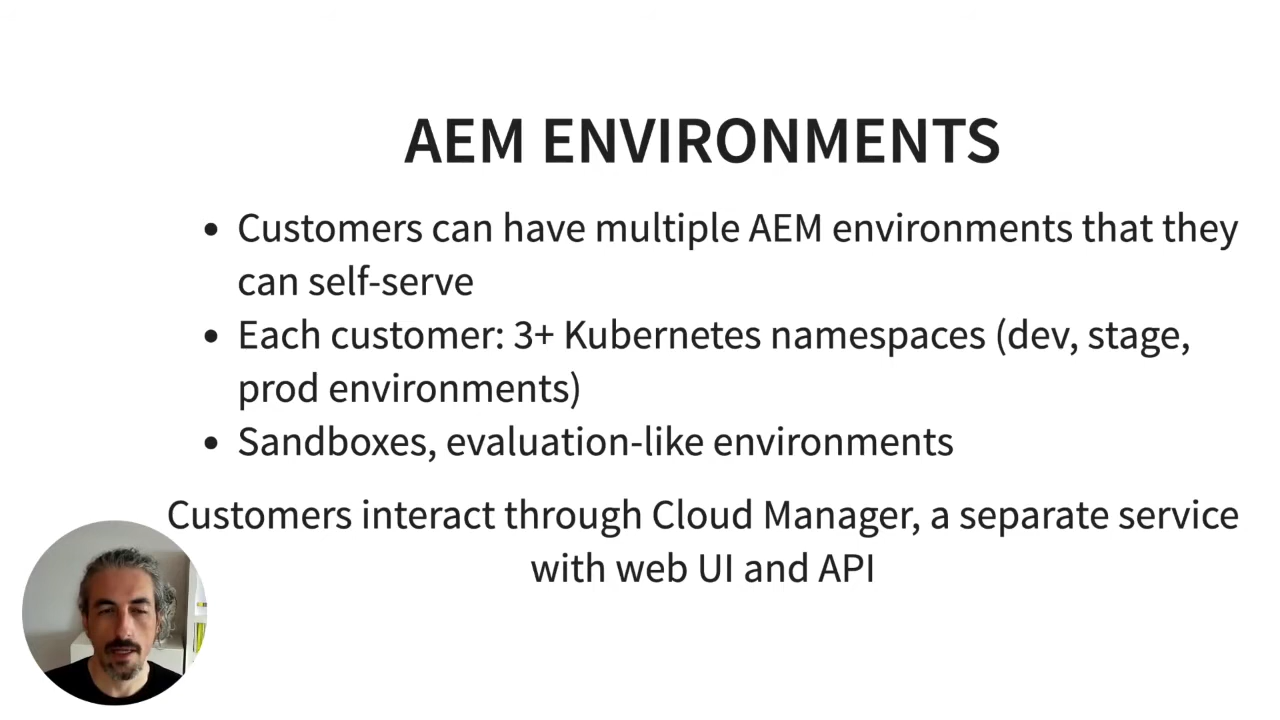 AEM ENVIRONMENTS
• Customers can have multiple AEM environments that they
can self-serve
• Each customer: 3+ Kubernetes namespaces (dev, stage,
prod environments)
• Sandboxes, evaluation-like environments
Customers interact through Cloud Manager, a separate service
with web UI and API